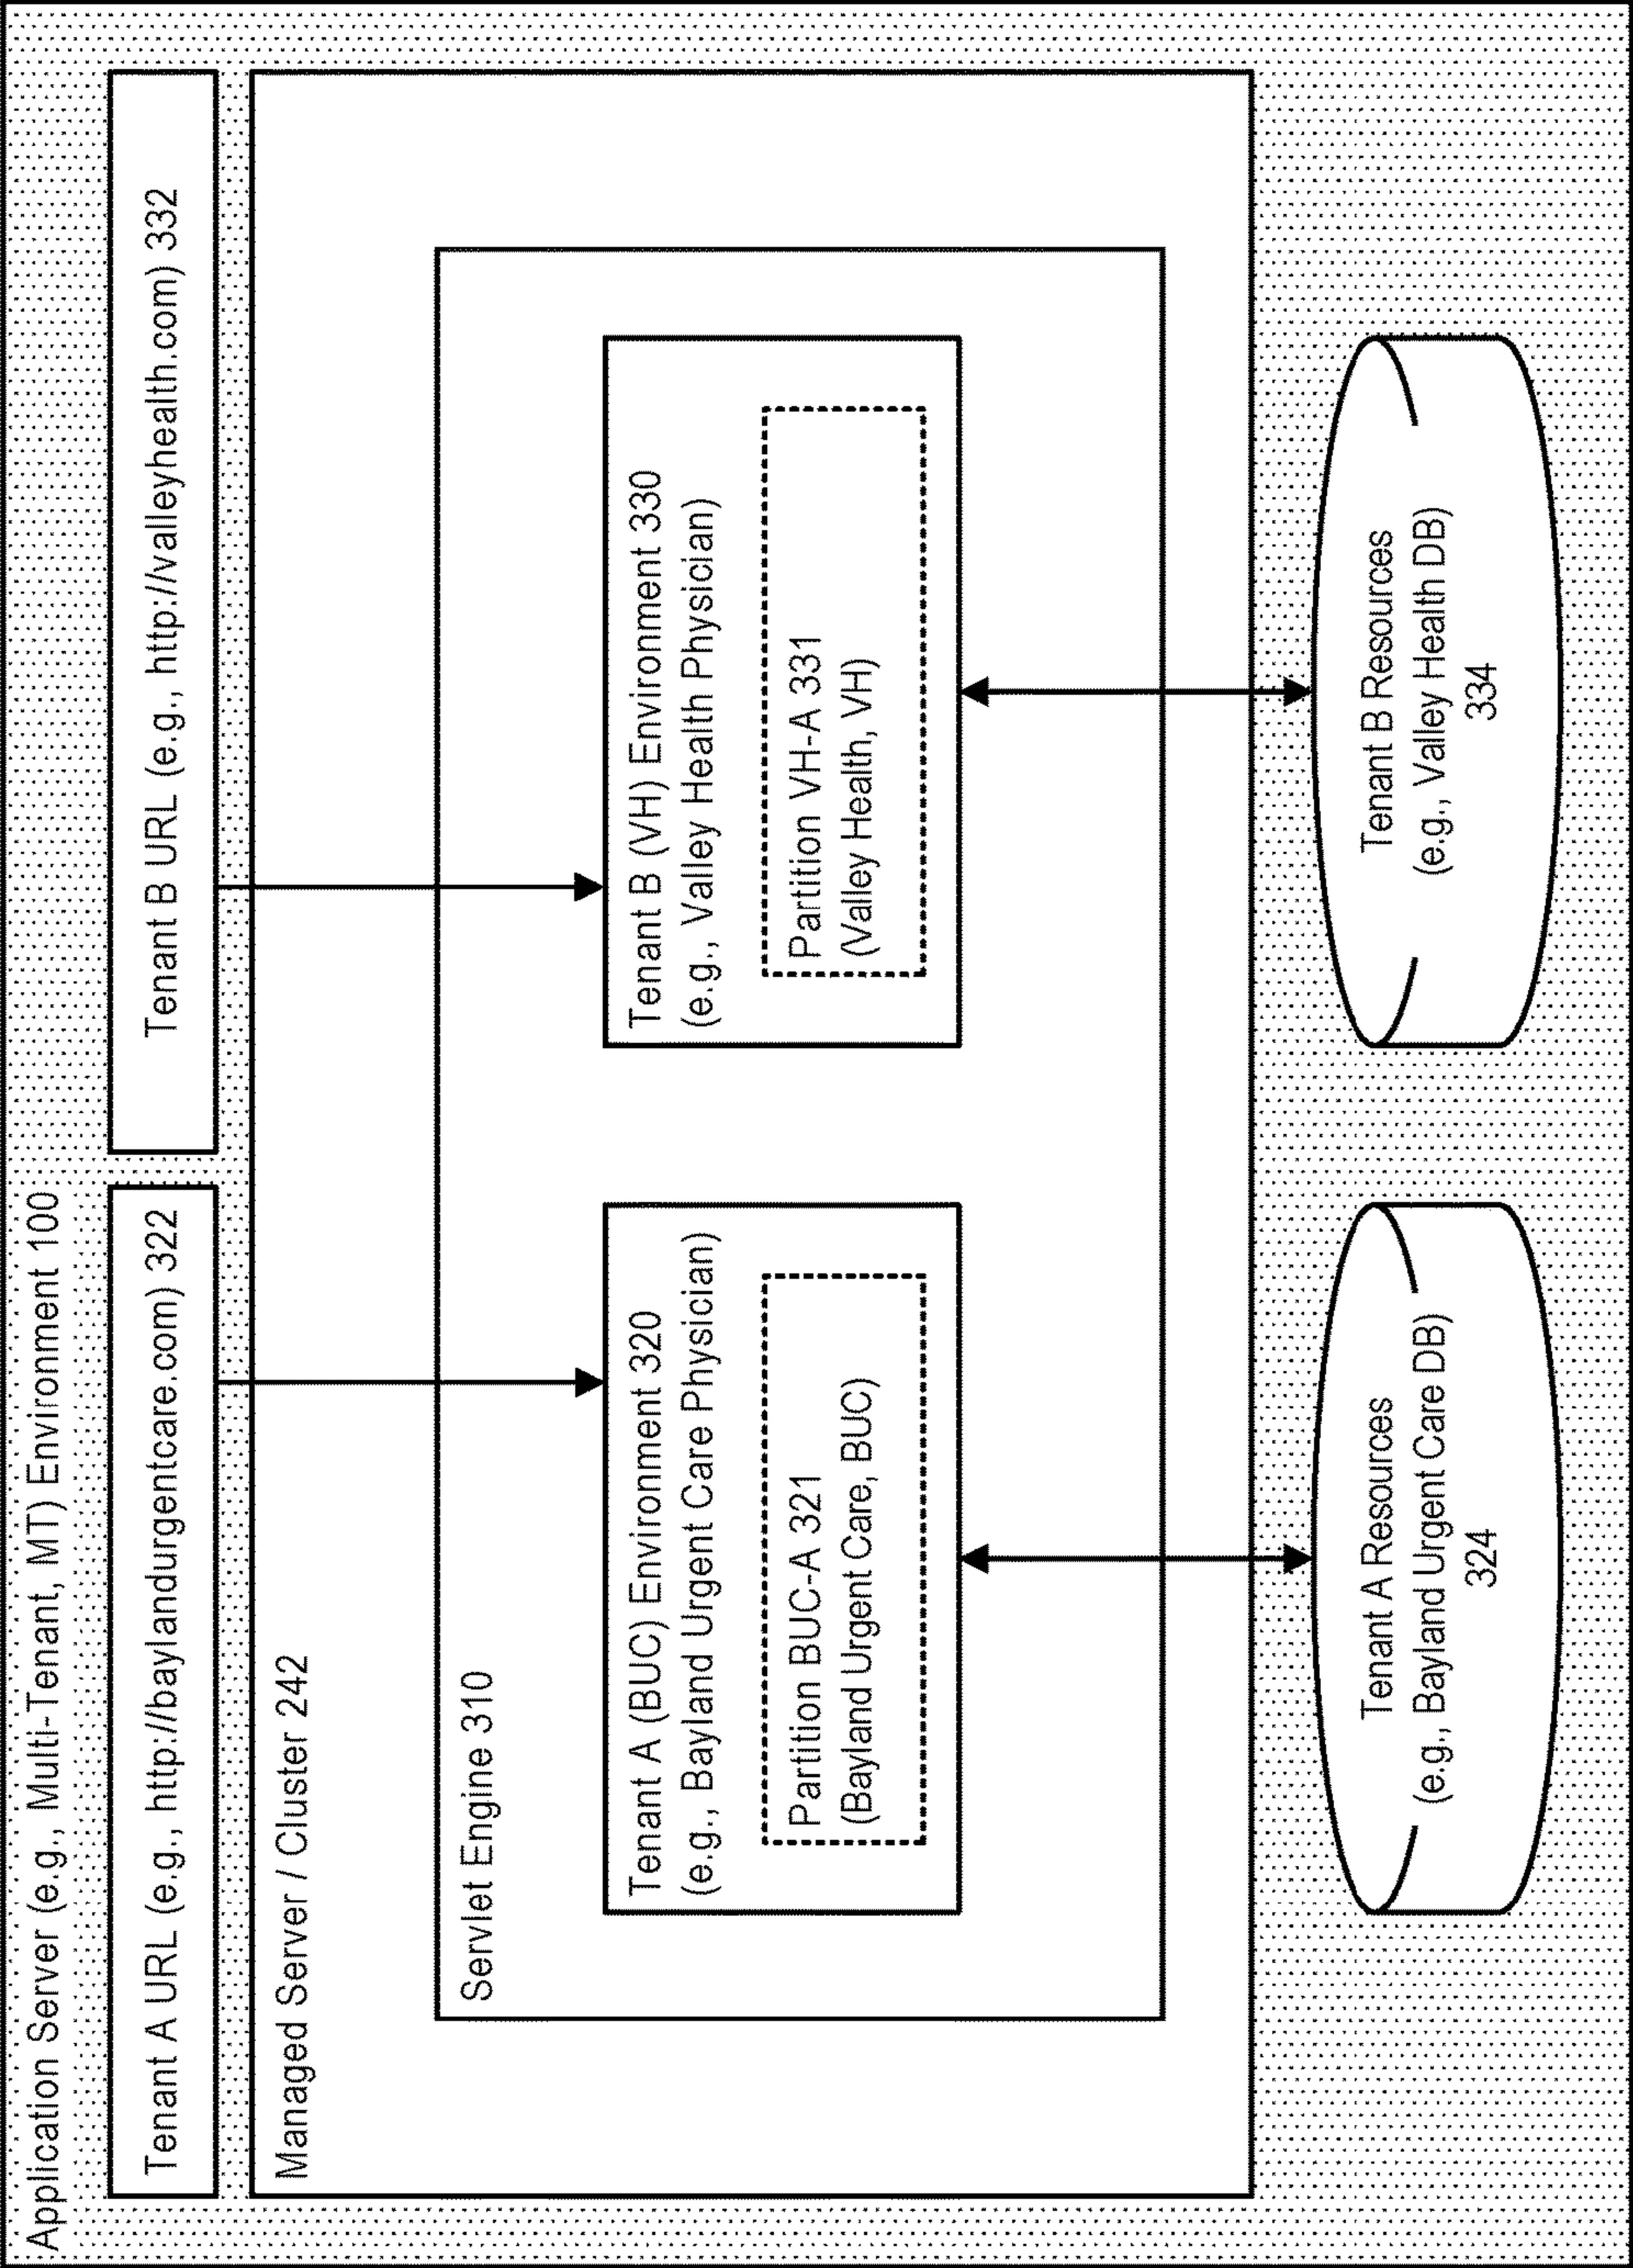 Application Server (e.g., Multi-Tenant, MT) Environment 100
Tenant A URL (e.g., http://baylandurgentcare.com) 322
Tenant B URL (e.g., http://valleyhealth.com) 332
Managed Server / Cluster 242
Servlet Engine 310
Tenant A (BUC) Environment 320
(e.g., Bayland Urgent Care Physician)
Partition BUC-A 321
(Bayland Urgent Care, BUC)
Tenant B (VH) Environment 330
(e.g., Valley Health Physician)
Partition VH-A 331
(Valley Health, VH)
Tenant A Resources
(e.g., Bayland Urgent Care DB)
324
Tenant B Resources
(e.g., Valley Health DB)
334